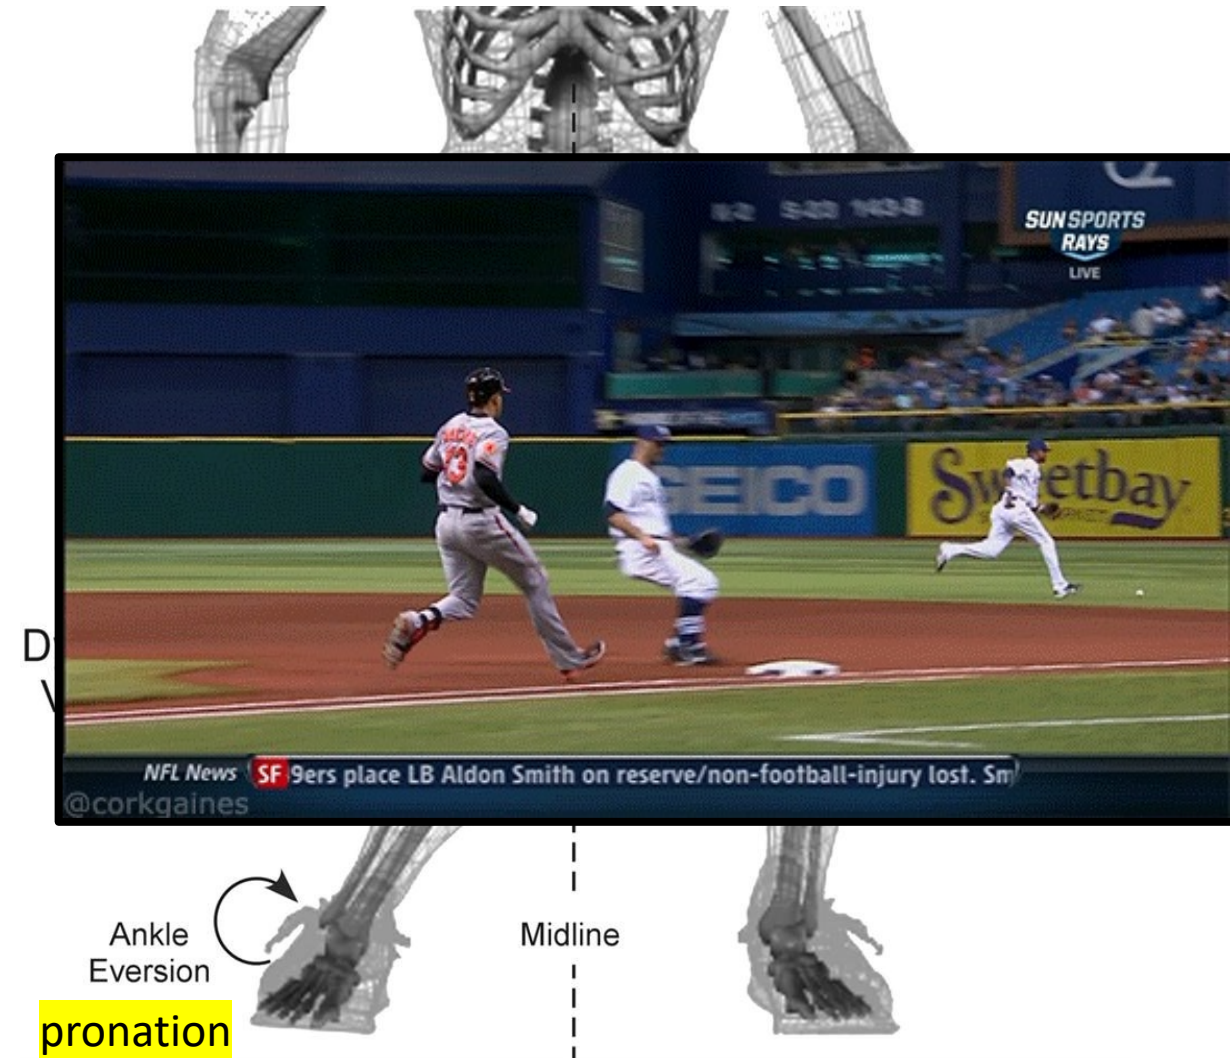 SUN SPORTS
RAYS
LIVE
GEICO
Sweetbay
D
V
NFL News SF 9ers place LB Aldon Smith on reserve/non-football-injury lost. Sm
@corkgaines
Ankle
Eversion
Midline
pronation